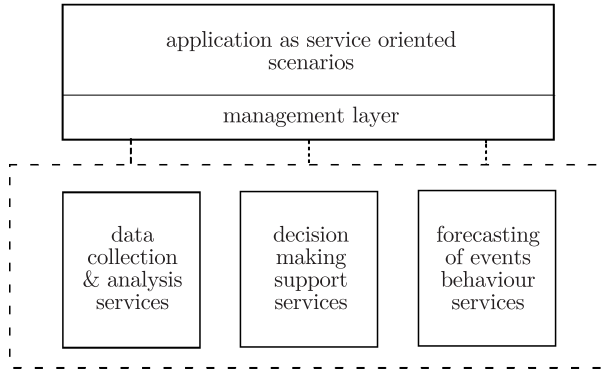 application as service oriented
scenarios
management layer
data
collection
& analysis
services
decision
making
support
services
forecasting
of events
behaviour
services